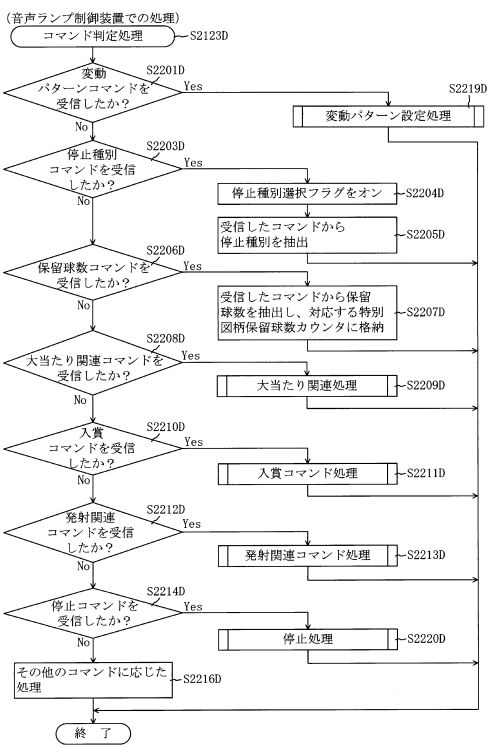 (音声ランプ制御装置での処理)
コマンド判定処理
S2123D
変動
パターンコマンドを
受信したか?
S2201D
Yes
変動パターン設定処理
S2219D
No
停止種別
コマンドを受信
したか?
S2203D
Yes
停止種別選択フラグをオン
S2204D
受信したコマンドから
停止種別を抽出
S2205D
No
保留球数コマンドを
受信したか?
S2206D
Yes
受信したコマンドから保留
球数を抽出し、対応する特別
図柄保留球数カウンタに格納
S2207D
No
大当たり関連コマンドを
受信したか?
S2208D
Yes
大当たり関連処理
S2209D
No
入賞
コマンドを受信
したか?
S2210D
Yes
入賞コマンド処理
S2211D
No
発射関連
コマンドを受信
したか?
S2212D
Yes
発射関連コマンド処理
S2213D
No
停止コマンドを
受信したか?
S2214D
Yes
停止処理
S2220D
No
その他のコマンドに応じた
処理
S2216D
終 了